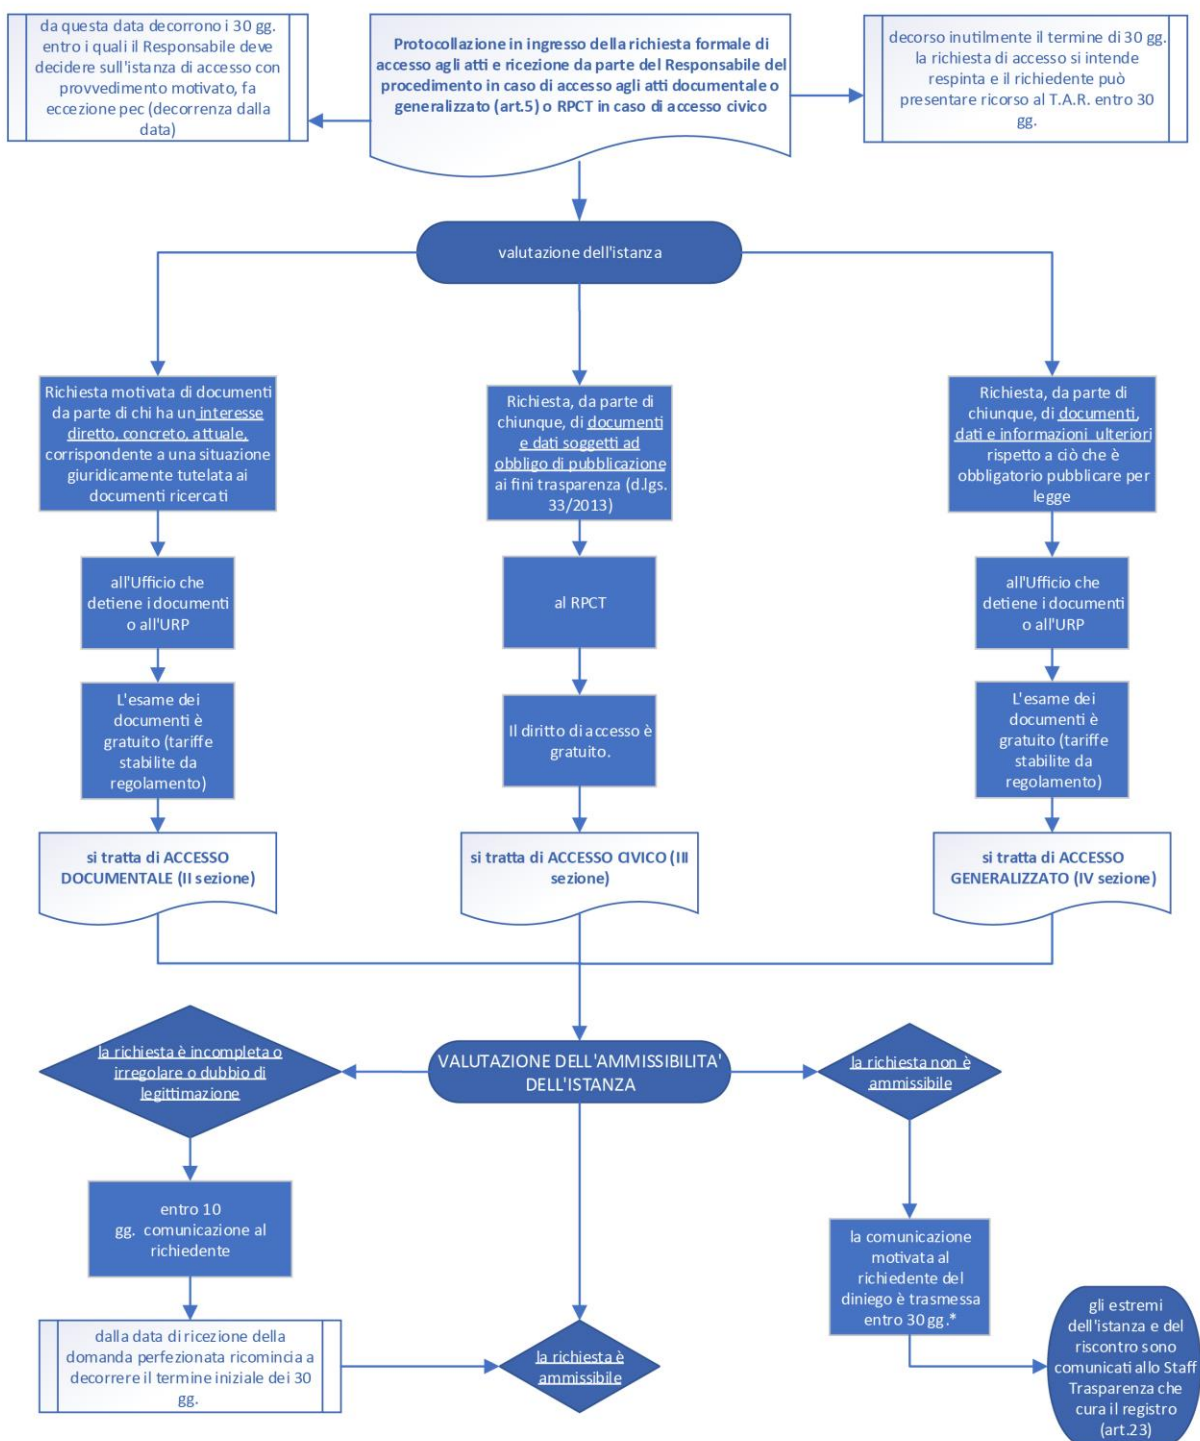 da questa data decorrono i 30 gg.
entro i quali il Responsabile deve
decidere sull'istanza di accesso con
provvedimento motivato, fa
eccezione pec (decorrenza dalla
data)
Protocollazione in ingresso della richiesta formale di
accesso agli atti e ricezione da parte del Responsabile del
procedimento in caso di accesso agli atti documentale o
generalizzato (art.5) o RPCT in caso di accesso civico
decorso inutilmente il termine di 30 gg.
la richiesta di accesso si intende
respinta e il richiedente può
presentare ricorso al T.A.R. entro 30
gg.
valutazione dell'istanza
Richiesta motivata di documenti
da parte di chi ha un interesse
diretto, concreto, attuale,
corrispondente a una situazione
giuridicamente tutelata ai
documenti ricercati
Richiesta, da parte di
chiunque, di documenti
e dati soggetti ad
obbligo di pubblicazione
ai fini trasparenza (d.lgs.
33/2013)
Richiesta, da parte di
chiunque, di documenti,
dati e informazioni ulteriori
rispetto a ciò che è
obbligatorio pubblicare per
legge
all'Ufficio che
detiene i documenti
o all'URP
al RPCT
all'Ufficio che
detiene i documenti
o all'URP
L'esame dei
documenti è
gratuito (tariffe
stabilite da
regolamento)
Il diritto di accesso è
gratuito.
L'esame dei
documenti è
gratuito (tariffe
stabilite da
regolamento)
si tratta di ACCESSO
DOCUMENTALE (II sezione)
si tratta di ACCESSO CIVICO (III
sezione)
si tratta di ACCESSO
GENERALIZZATO (IV sezione)
la richiesta è incompleta o
irregolare o dubbio di
legittimazione
VALUTAZIONE DELL'AMMISSIBILITA'
DELL'ISTANZA
la richiesta non è
ammissibile
entro 10
gg. comunicazione al
richiedente
la comunicazione
motivata al
richiedente del
diniego è trasmessa
entro 30 gg.*
dalla data di ricezione della
domanda perfezionata ricomincia a
decorrere il termine iniziale dei 30
gg.
la richiesta è
ammissibile
gli estremi
dell'istanza e del
riscontro sono
comunicati allo Staff
Trasparenza che
cura il registro
(art.23)